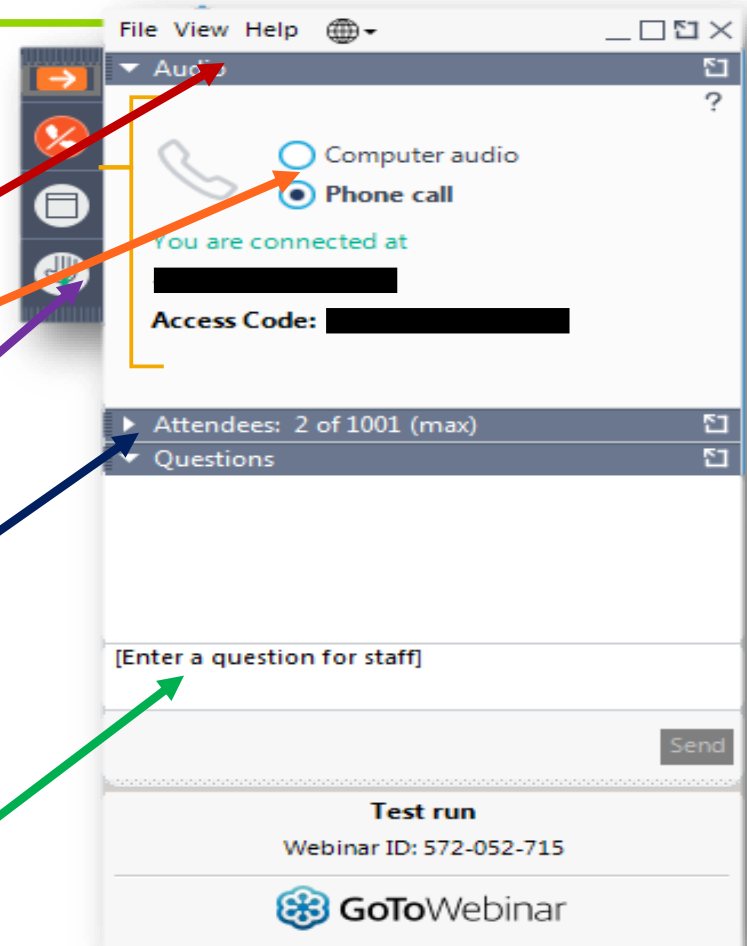 File View Help
Audio
?
Computer audio
Phone call
You are connected at
Access Code:
Attendees: 2 of 1001 (max)
Questions
[Enter a question for staff]
Send
Test run
Webinar ID: 572-052-715
GoToWebinar